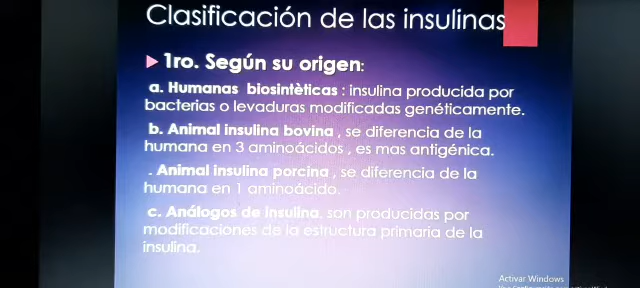 Clasificación de las insulinas
1ro. Según su origen:
a. Humanas biosintèticas : insulina producida por
bacterias o levaduras modificadas genéticamente.
b. Animal insulina bovina , se diferencia de la
humana en 3 aminoácidos , es mas antigénica.
. Animal insulina porcina , se diferencia de la
humana en 1 aminoácido.
c. Análogos de insulina, son producidas por
modificaciones de la estructura primaria de la
insulina.
Activar Windows